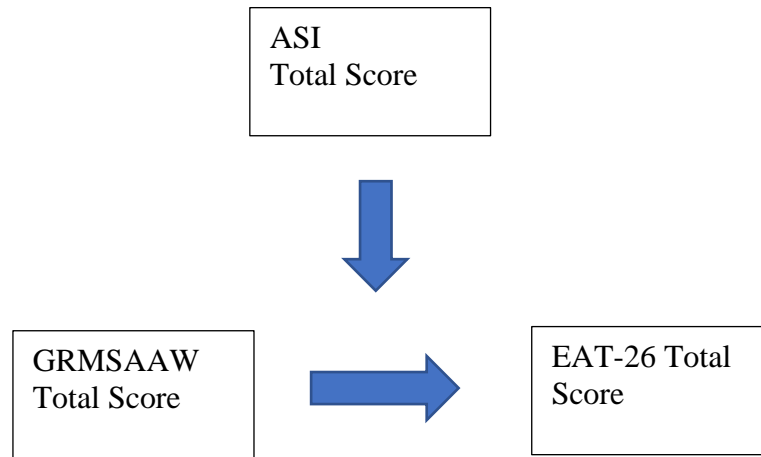 ASI
Total Score
GRMSAAW
Total Score
EAT-26 Total
Score